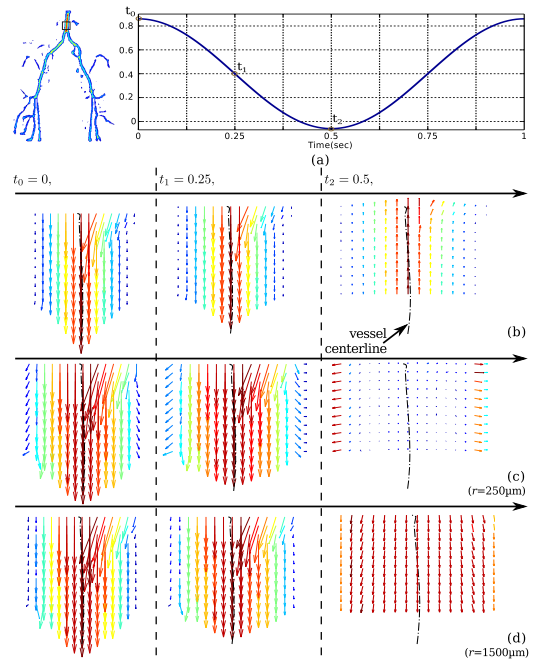 t₀
0.8
0.6
0.4
0.2
0
t₁
t₂
0 0.25 0.5 0.75 1
Time(sec)
(a)
t₀ = 0, t₁ = 0.25, t₂ = 0.5,
vessel
centerline
(b)
(c)
(r=250μm)
(d)
(r=1500μm)